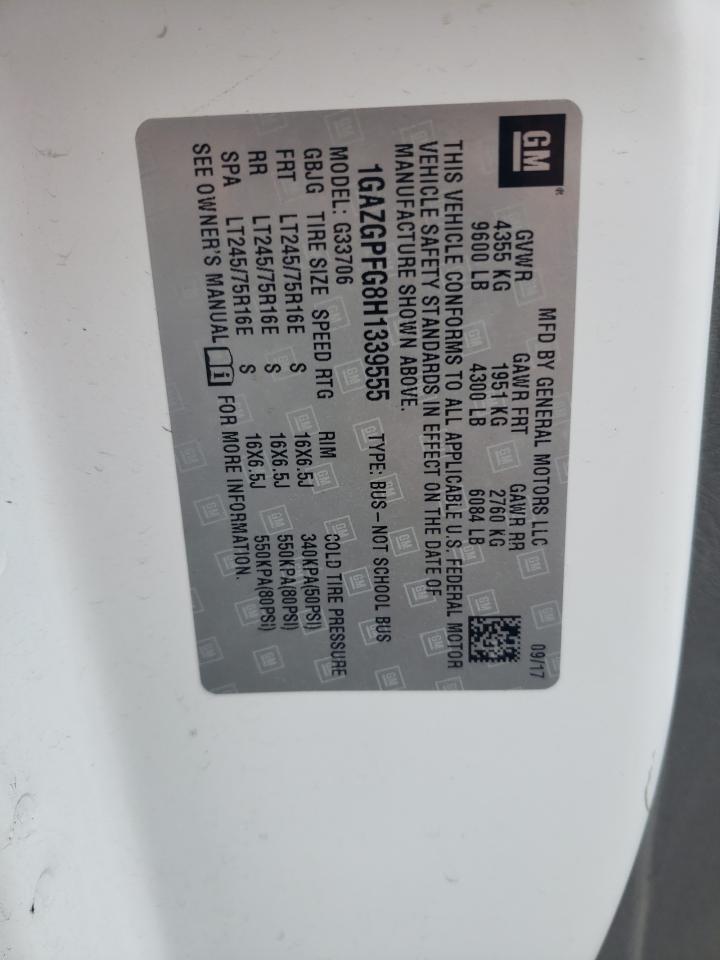 GM
MFD BY GENERAL MOTORS LLC 09/17
GVWR GAWR FRT GAWR RR
4355 KG 1951 KG 2760 KG
9600 LB 4300 LB 6084 LB
THIS VEHICLE CONFORMS TO ALL APPLICABLE U.S. FEDERAL MOTOR
VEHICLE SAFETY STANDARDS IN EFFECT ON THE DATE OF
MANUFACTURE SHOWN ABOVE.
1GAZGPFG8H1339555 TYPE: BUS–NOT SCHOOL BUS
MODEL: G33706
GBJG TIRE SIZE SPEED RTG RIM COLD TIRE PRESSURE
FRT LT245/75R16E S 16X6.5J 340KPA(50PSI)
RR LT245/75R16E S 16X6.5J 550KPA(80PSI)
SPA LT245/75R16E S 16X6.5J 550KPA(80PSI)
SEE OWNER'S MANUAL i FOR MORE INFORMATION.